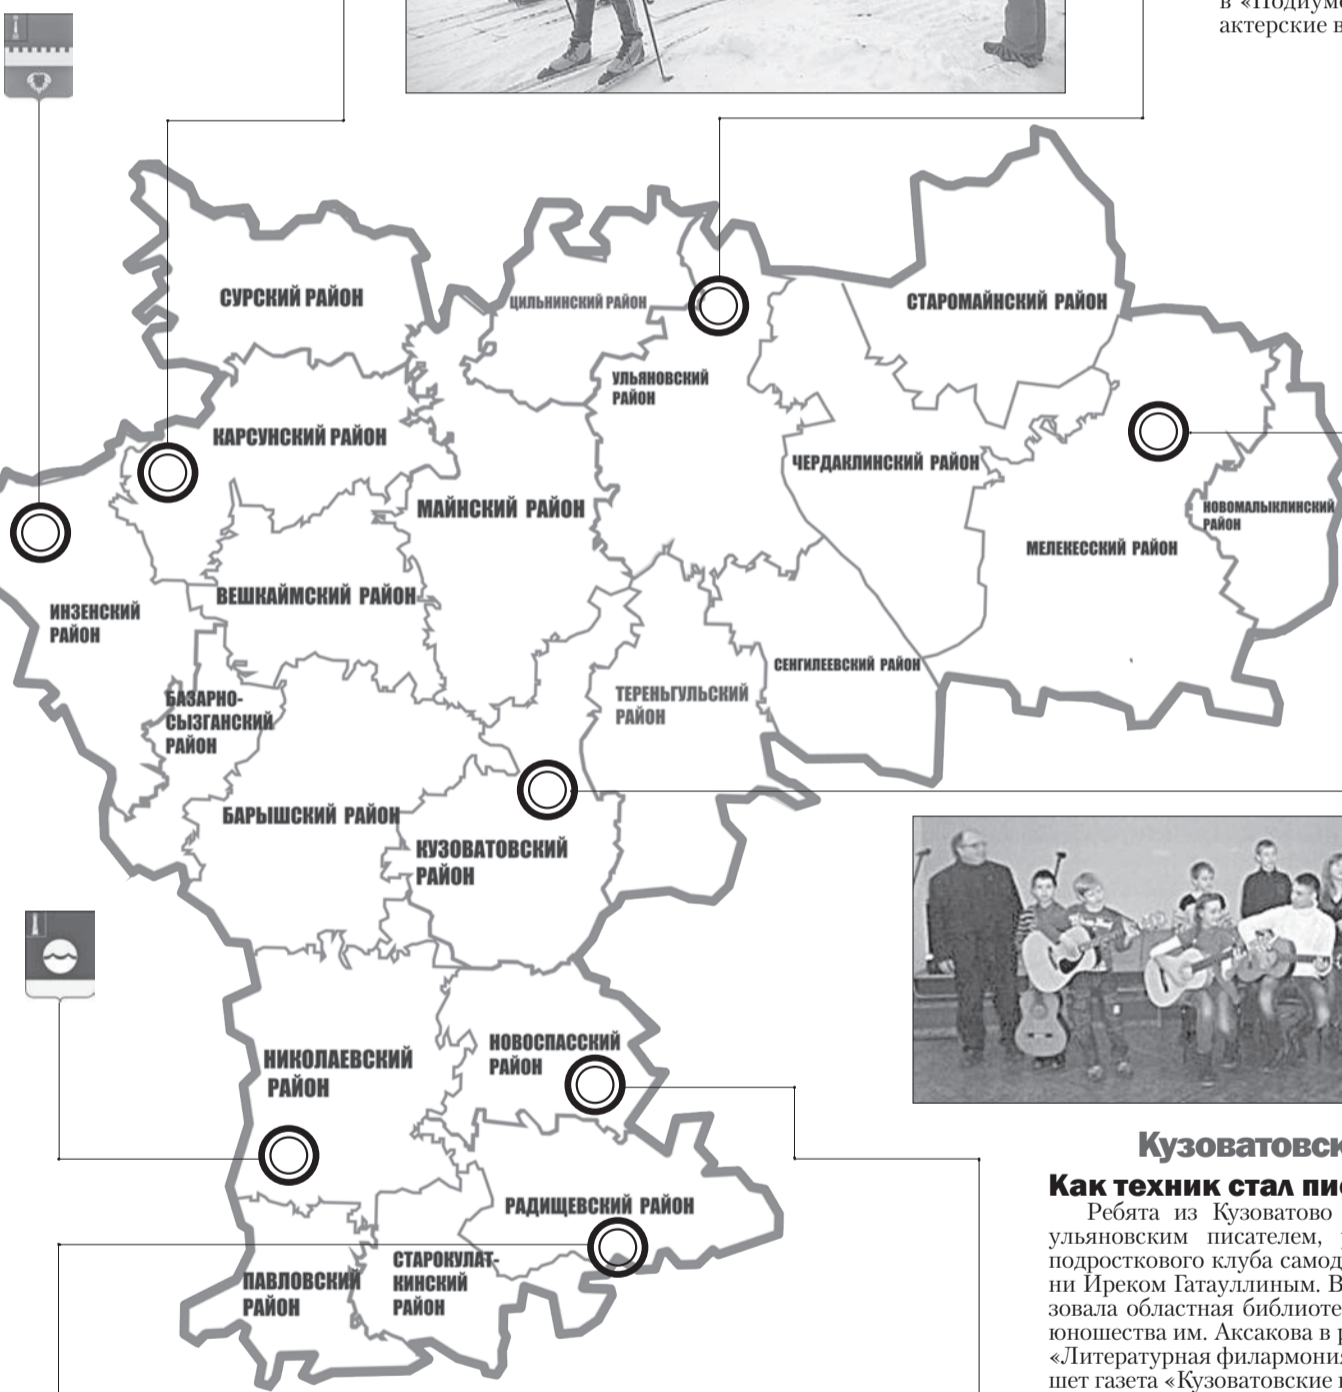 в «Подиум
актерские в
СУРСКИЙ РАЙОН
ЦИЛЬНИНСКИЙ РАЙОН
СТАРОМАЙНСКИЙ РАЙОН
УЛЬЯНОВСКИЙ
РАЙОН
КАРСУНСКИЙ РАЙОН
ЧЕРДАКЛИНСКИЙ РАЙОН
МАЙНСКИЙ РАЙОН
НОВОМАЛЫКЛИНСКИЙ
РАЙОН
МЕЛЕКЕССКИЙ РАЙОН
ВЕШКАЙМСКИЙ РАЙОН
ИНЗЕНСКИЙ
РАЙОН
СЕНГИЛЕЕВСКИЙ РАЙОН
ТЕРЕНЬГУЛЬСКИЙ
РАЙОН
БАЗАРНО-
СЫЗГАНСКИЙ
РАЙОН
БАРЫШСКИЙ РАЙОН
КУЗОВАТОВСКИЙ
РАЙОН
НОВОСПАССКИЙ
РАЙОН
НИКОЛАЕВСКИЙ
РАЙОН
РАДИЩЕВСКИЙ РАЙОН
СТАРОКУЛАТ-
КИНСКИЙ
РАЙОН
ПАВЛОВСКИЙ
РАЙОН
Кузоватовск
Как техник стал пис
Ребята из Кузоватово
ульяновским писателем,
подросткового клуба самод
ни Иреком Гатауллиным. В
зовала областная библиоте
юношества им. Аксакова в р
«Литературная филармония
шет газета «Кузоватовские